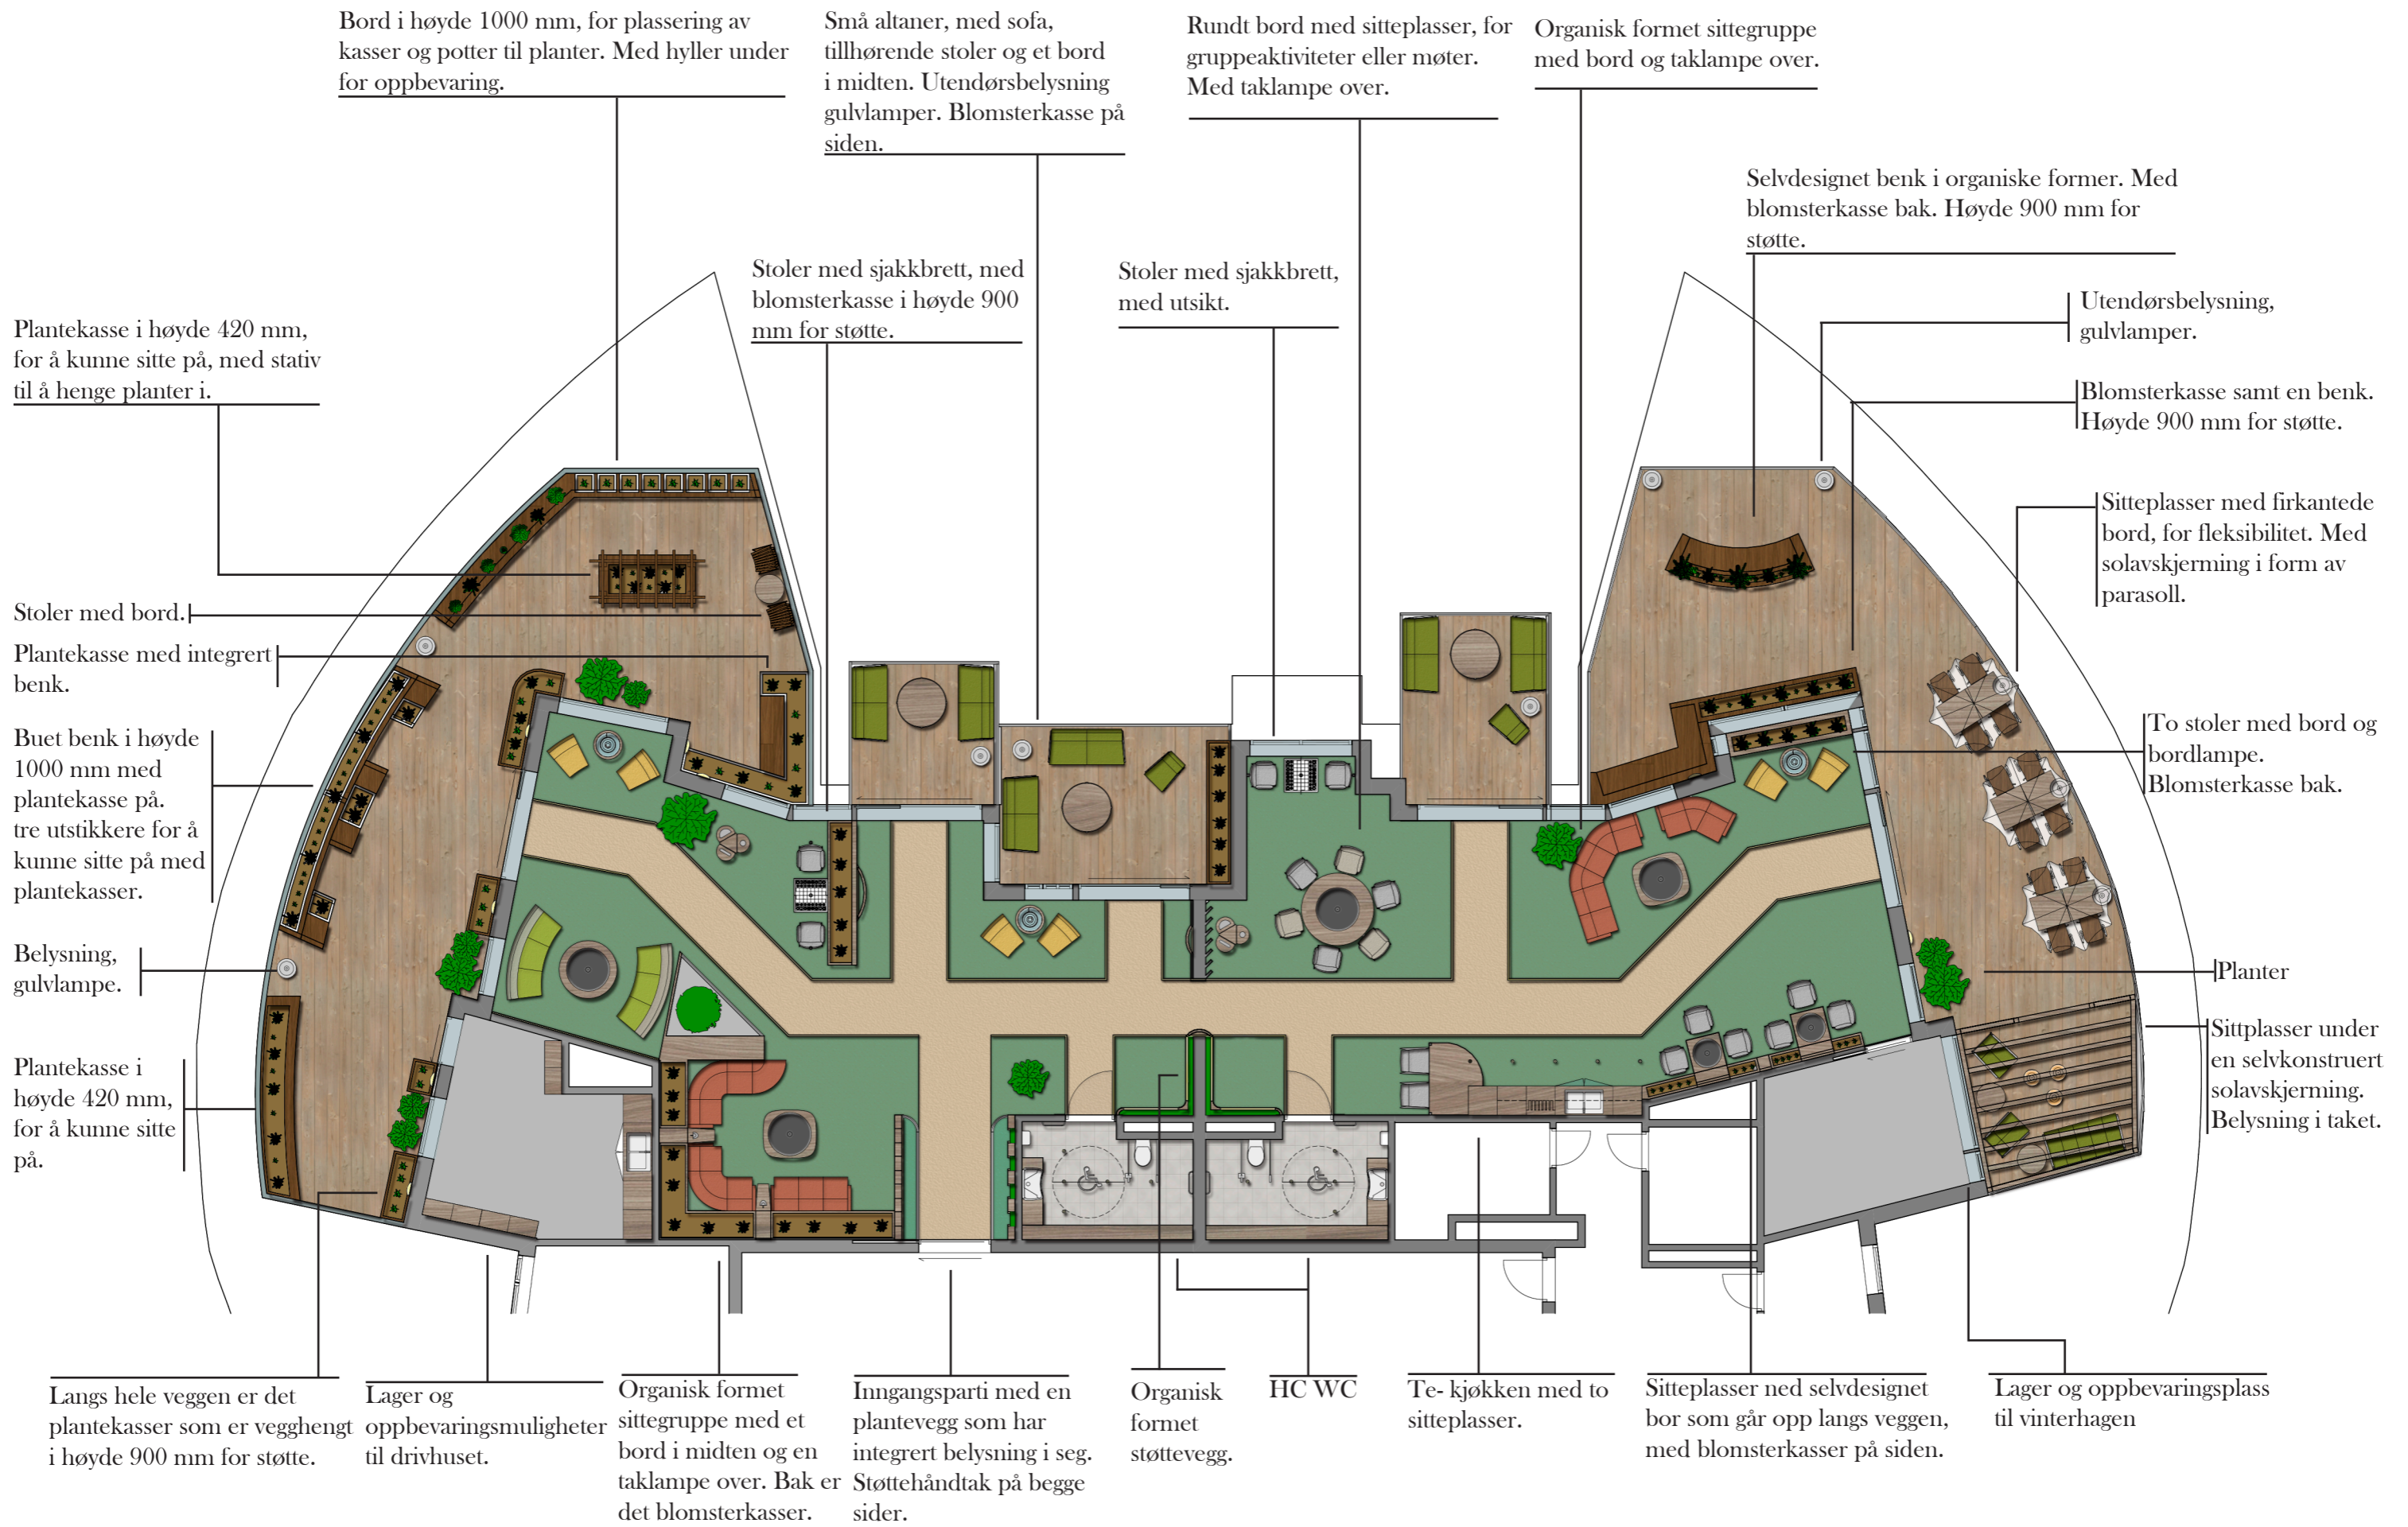 Bord i høyde 1000 mm, for plassering av
kasser og potter til planter. Med hyller under
for oppbevaring.
Små altaner, med sofa,
tillhørende stoler og et bord
i midten. Utendørsbelysning
gulvlamper. Blomsterkasse på
siden.
Rundt bord med sitteplasser, for
gruppeaktiviteter eller møter.
Med taklampe over.
Organisk formet sittegruppe
med bord og taklampe over.
Selvdesignet benk i organiske former. Med
blomsterkasse bak. Høyde 900 mm for
støtte.
Stoler med sjakkbrett, med
blomsterkasse i høyde 900
mm for støtte.
Stoler med sjakkbrett,
med utsikt.
Utendørsbelysning,
gulvlamper.
Plantekasse i høyde 420 mm,
for å kunne sitte på, med stativ
til å henge planter i.
Blomsterkasse samt en benk.
Høyde 900 mm for støtte.
Sitteplasser med firkantede
bord, for fleksibilitet. Med
solavskjerming i form av
parasoll.
Stoler med bord.
Plantekasse med integrert
benk.
Buet benk i høyde
1000 mm med
plantekasse på.
tre utstikkere for å
kunne sitte på med
plantekasser.
To stoler med bord og
bordlampe.
Blomsterkasse bak.
Belysning,
gulvlampe.
Planter
Plantekasse i
høyde 420 mm,
for å kunne sitte
på.
Sittplasser under
en selvkonstruert
solavskjerming.
Belysning i taket.
Langs hele veggen er det
plantekasser som er vegghengt
i høyde 900 mm for støtte.
Lager og
oppbevaringsmuligheter
til drivhuset.
Organisk formet
sittegruppe med et
bord i midten og en
taklampe over. Bak er
det blomsterkasser.
Inngangsparti med en
plantevegg som har
integrert belysning i seg.
Støttehåndtak på begge
sider.
Organisk
formet
støttevegg.
HC WC
Te- kjøkken med to
sitteplasser.
Sitteplasser ned selvdesignet
bor som går opp langs veggen,
med blomsterkasser på siden.
Lager og oppbevaringsplass
til vinterhagen